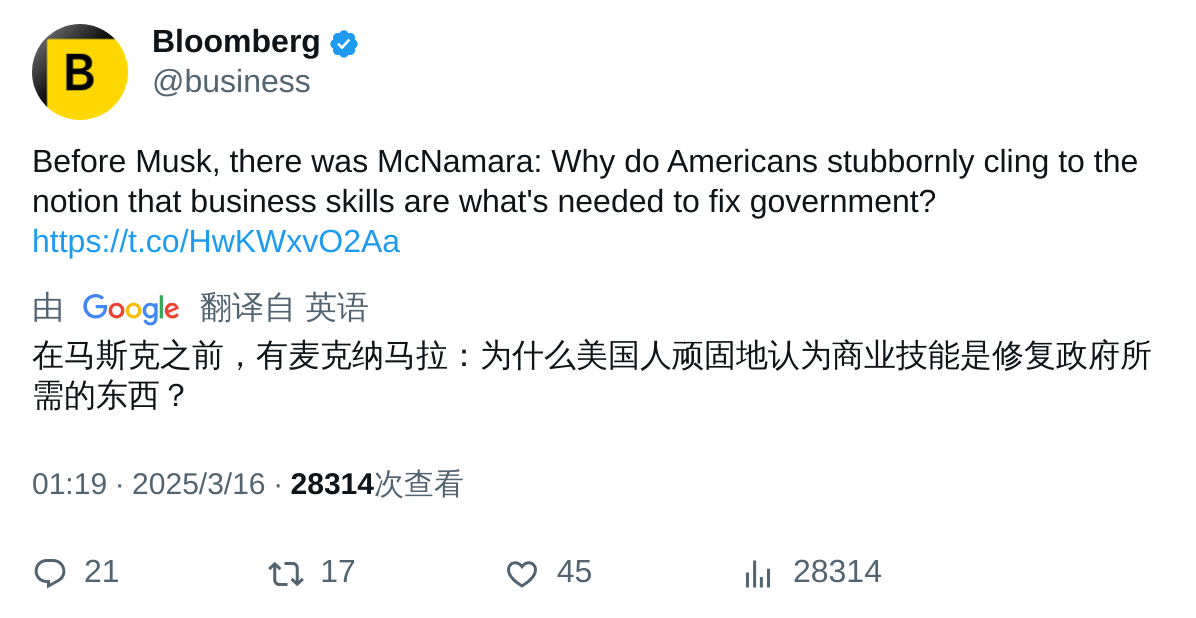 B
Bloomberg
@business
Before Musk, there was McNamara: Why do Americans stubbornly cling to the
notion that business skills are what's needed to fix government?
https://t.co/HwKWxvO2Aa
由 Google 翻译自 英语
在马斯克之前，有麦克纳马拉：为什么美国人顽固地认为商业技能是修复政府所
需的东西？
01:19 · 2025/3/16 · 28314次查看
21 17 45 28314